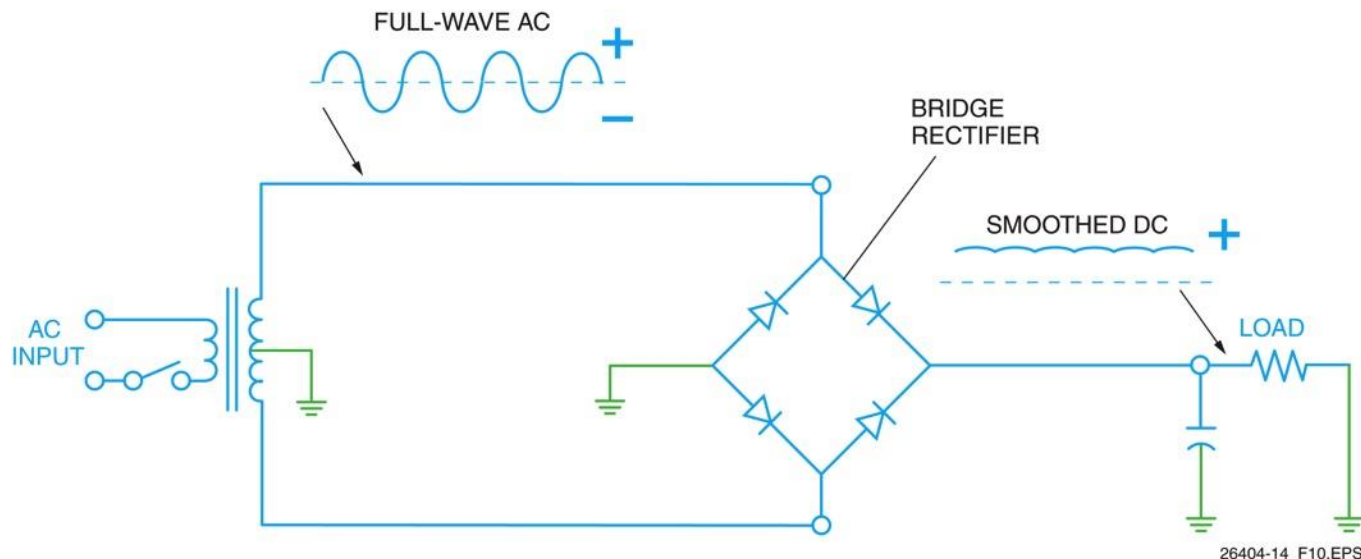 FULL-WAVE AC
+
−
BRIDGE
RECTIFIER
SMOOTHED DC
+
AC
INPUT
LOAD
26404-14_F10.EPS